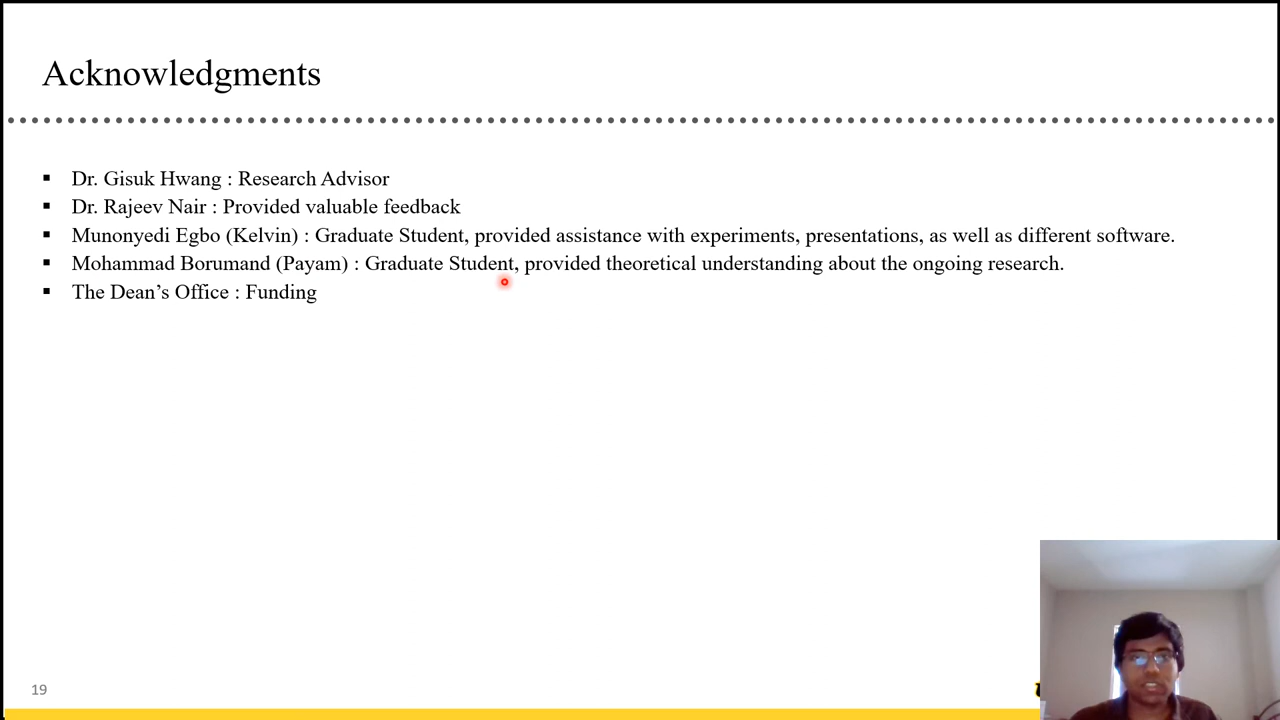 Acknowledgments
▪ Dr. Gisuk Hwang : Research Advisor
▪ Dr. Rajeev Nair : Provided valuable feedback
▪ Munonyedi Egbo (Kelvin) : Graduate Student, provided assistance with experiments, presentations, as well as different software.
▪ Mohammad Borumand (Payam) : Graduate Student, provided theoretical understanding about the ongoing research.
▪ The Dean’s Office : Funding
19